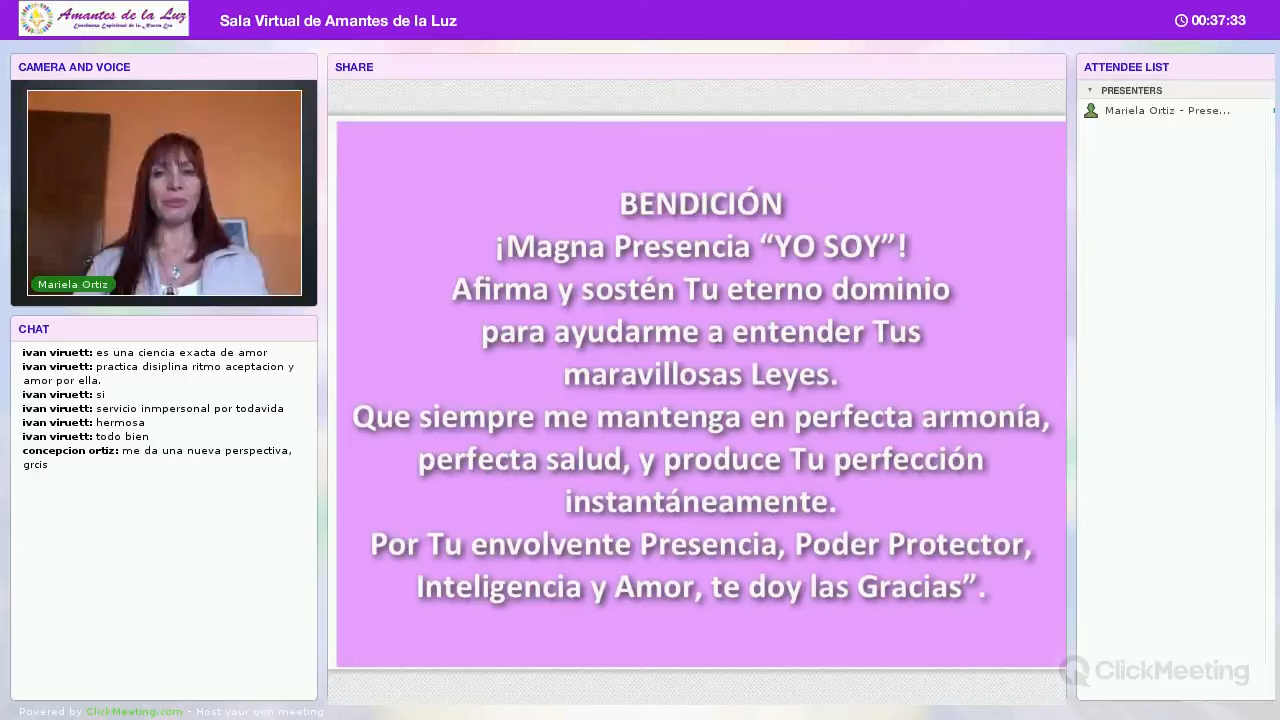 Amantes de la Luz
Enseñanza Espiritual de la Nueva Era
Sala Virtual de Amantes de la Luz
00:37:33
CAMERA AND VOICE
Mariela Ortiz
CHAT
ivan viruett: es una ciencia exacta de amor
ivan viruett: practica disiplina ritmo aceptacion y
amor por ella.
ivan viruett: si
ivan viruett: servicio inmpersonal por todavida
ivan viruett: hermosa
ivan viruett: todo bien
concepcion ortiz: me da una nueva perspectiva,
grcis
SHARE
BENDICIÓN
¡Magna Presencia “YO SOY”!
Afirma y sostén Tu eterno dominio
para ayudarme a entender Tus
maravillosas Leyes.
Que siempre me mantenga en perfecta armonía,
perfecta salud, y produce Tu perfección
instantáneamente.
Por Tu envolvente Presencia, Poder Protector,
Inteligencia y Amor, te doy las Gracias”.
ATTENDEE LIST
PRESENTERS
Mariela Ortiz - Prese...
ClickMeeting
Powered by ClickMeeting.com - Host your own meeting